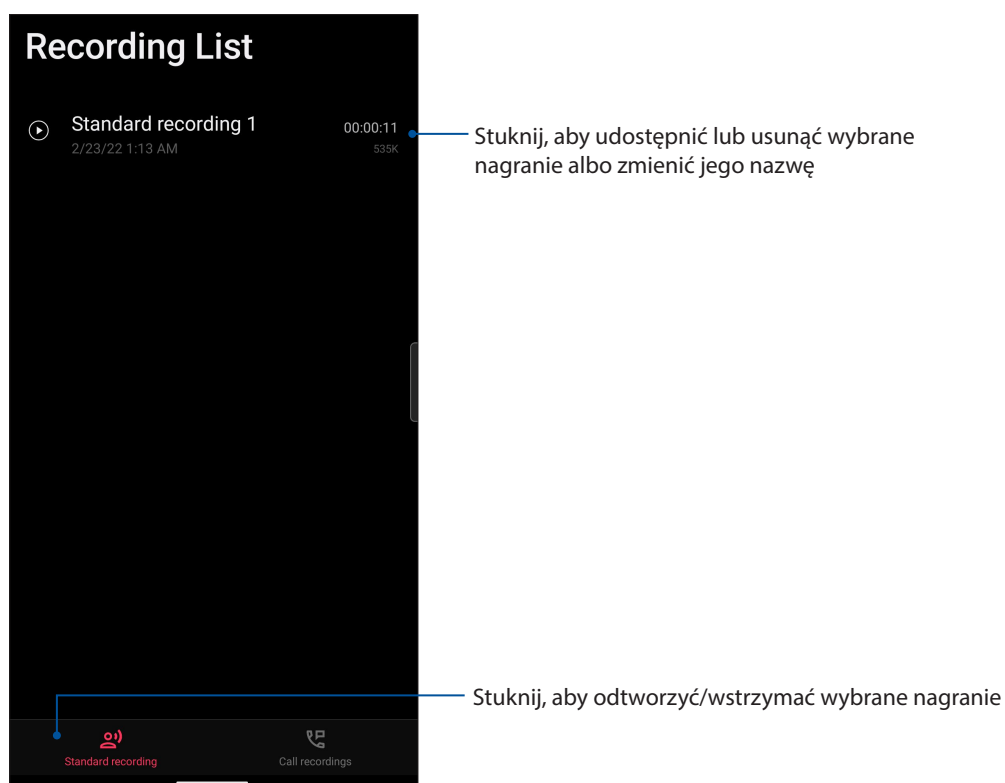 Recording List
Standard recording 1
00:00:11
2/23/22 1:13 AM
535K
Stuknij, aby udostępnić lub usunąć wybrane
nagranie albo zmienić jego nazwę
Stuknij, aby odtworzyć/wstrzymać wybrane nagranie
Standard recording
Call recordings